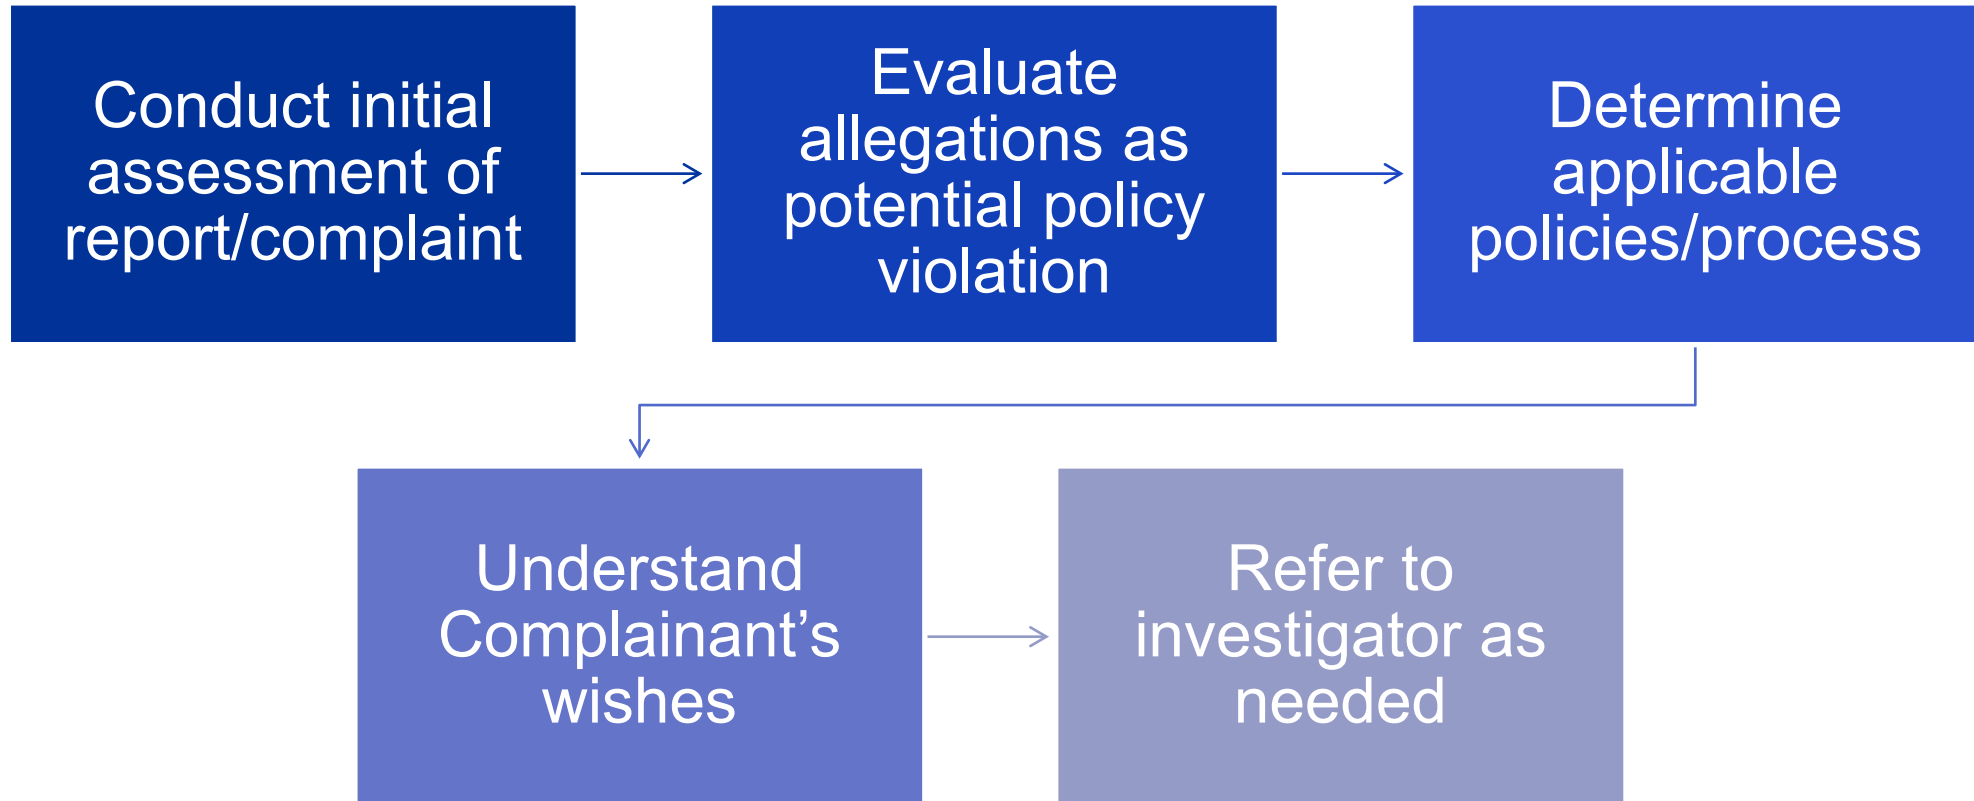 Conduct initial
assessment of
report/complaint
Evaluate
allegations as
potential policy
violation
Determine
applicable
policies/process
Understand
Complainant’s
wishes
Refer to
investigator as
needed